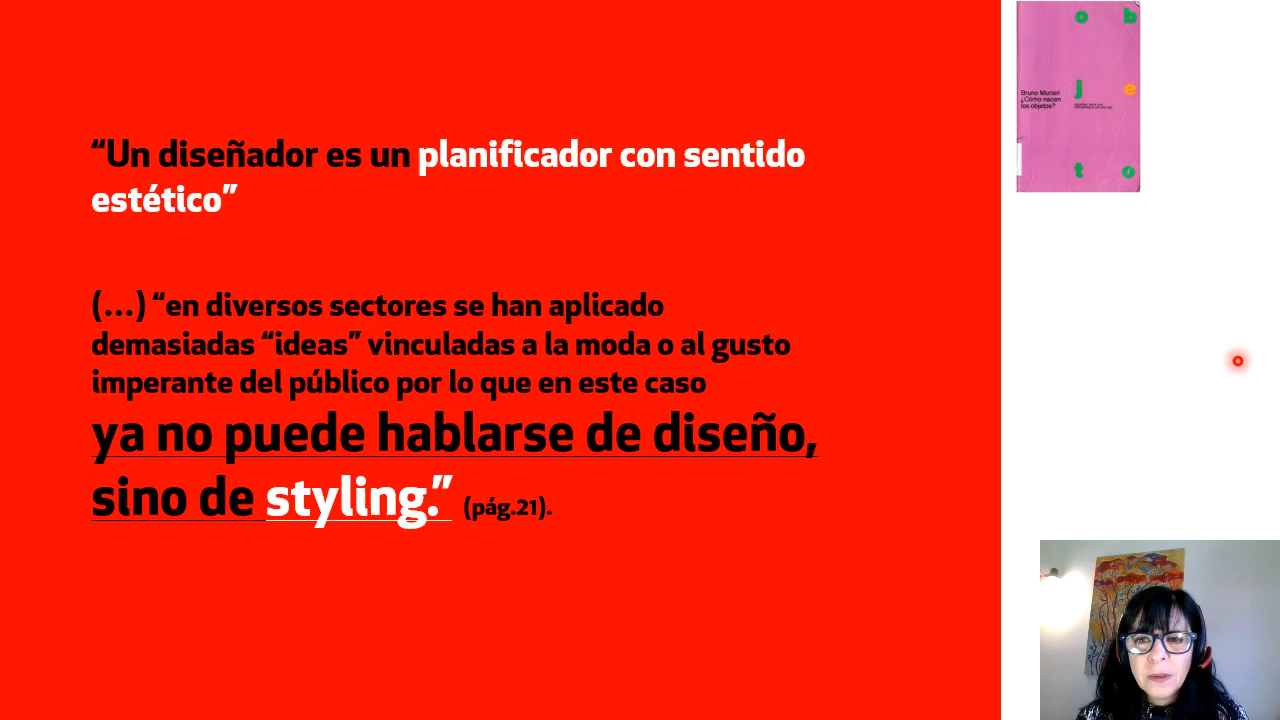 “Un diseñador es un planificador con sentido
estético”
(…) “en diversos sectores se han aplicado
demasiadas “ideas” vinculadas a la moda o al gusto
imperante del público por lo que en este caso
ya no puede hablarse de diseño,
sino de styling.” (pág.21).
o b
j e
t o
Bruno Munari
¿Cómo nacen
los objetos?